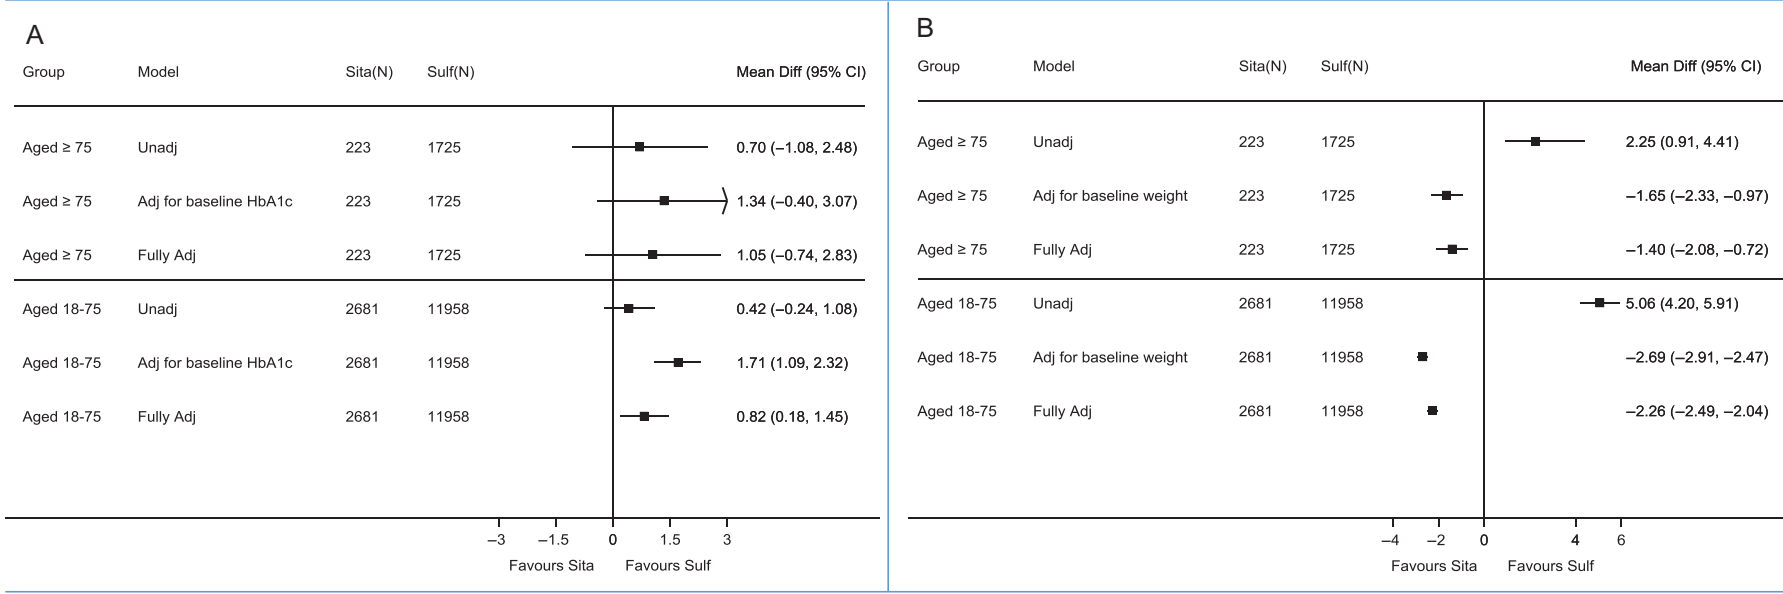 A
Group Model Sita(N) Sulf(N) Mean Diff (95% CI)
Aged ≥ 75 Unadj 223 1725 0.70 (–1.08, 2.48)
Aged ≥ 75 Adj for baseline HbA1c 223 1725 1.34 (–0.40, 3.07)
Aged ≥ 75 Fully Adj 223 1725 1.05 (–0.74, 2.83)
Aged 18-75 Unadj 2681 11958 0.42 (–0.24, 1.08)
Aged 18-75 Adj for baseline HbA1c 2681 11958 1.71 (1.09, 2.32)
Aged 18-75 Fully Adj 2681 11958 0.82 (0.18, 1.45)
–3 –1.5 0 1.5 3
Favours Sita Favours Sulf
B
Group Model Sita(N) Sulf(N) Mean Diff (95% CI)
Aged ≥ 75 Unadj 223 1725 2.25 (0.91, 4.41)
Aged ≥ 75 Adj for baseline weight 223 1725 –1.65 (–2.33, –0.97)
Aged ≥ 75 Fully Adj 223 1725 –1.40 (–2.08, –0.72)
Aged 18-75 Unadj 2681 11958 5.06 (4.20, 5.91)
Aged 18-75 Adj for baseline weight 2681 11958 –2.69 (–2.91, –2.47)
Aged 18-75 Fully Adj 2681 11958 –2.26 (–2.49, –2.04)
–4 –2 0 4 6
Favours Sita Favours Sulf